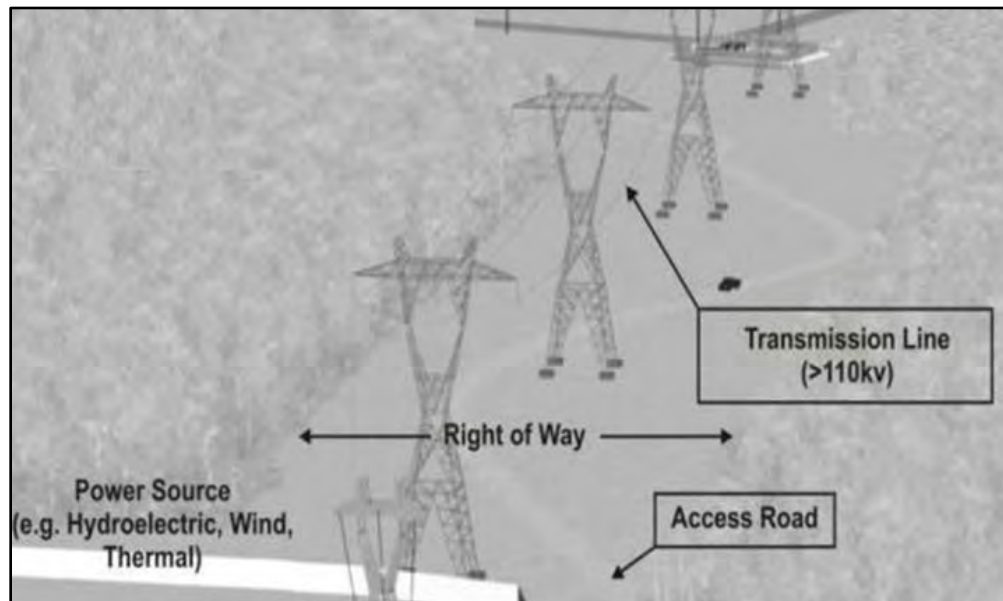 Transmission Line
(>110kv)
Right of Way
Power Source
(e.g. Hydroelectric, Wind,
Thermal)
Access Road